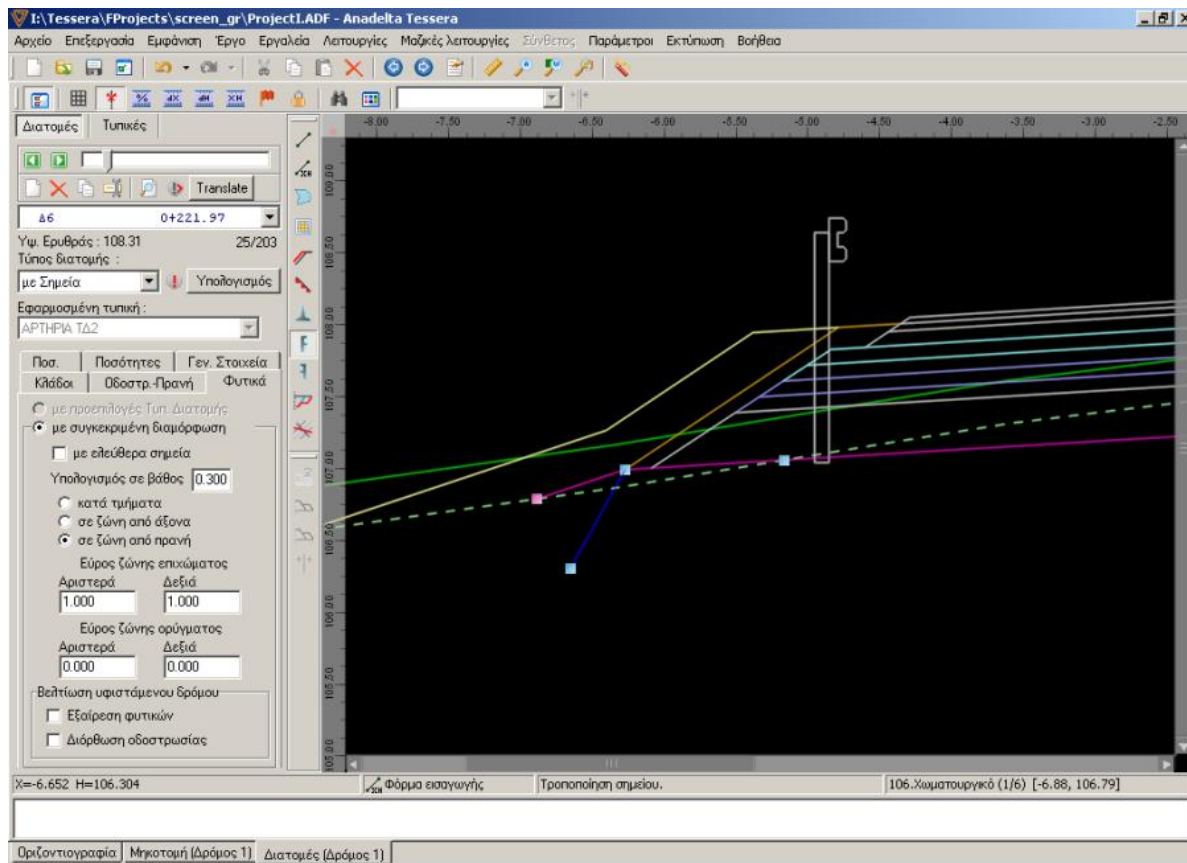 I:\Tessera\FProjects\screen_gr\ProjectI.ADF - Anadelta Tessera
Αρχείο Επεξεργασία Εμφάνιση Έργο Εργαλεία Λειτουργίες Μαζικές λειτουργίες Σύνθετος Παράμετροι Εκτύπωση Βοήθεια
% dX dH XH
Διατομές Τυπικές
-8.00 -7.50 -7.00 -6.50 -6.00 -5.50 -5.00 -4.50 -4.00 -3.50 -3.00 -2.50
Translate
Δ6 0+221.97
Υψ. Ερυθράς : 108.31 25/203
Τύπος διατομής :
με Σημεία Υπολογισμός
Εφαρμοσμένη τυπική :
ΑΡΤΗΡΙΑ ΤΔ2
Ποσ. Ποσότητες Γεν. Στοιχεία
Κλάδοι Οδοστρ.-Πρανή Φυτικά
με προεπιλογές Τυπ. Διατομής
με συγκεκριμένη διαμόρφωση
με ελεύθερα σημεία
Υπολογισμός σε βάθος 0.300
κατά τμήματα
σε ζώνη από άξονα
σε ζώνη από πρανή
Εύρος ζώνης επιχώματος
Αριστερά Δεξιά
1.000 1.000
Εύρος ζώνης ορύγματος
Αριστερά Δεξιά
0.000 0.000
Βελτίωση υφιστάμενου δρόμου
Εξαίρεση φυτικών
Διόρθωση οδοστρωσίας
109.00
108.50
108.00
107.50
107.00
106.50
106.00
105.50
105.00
X=-6.652 H=106.304 Φόρμα εισαγωγής Τροποποίηση σημείου. 106.Χωματουργικό (1/6) [-6.88, 106.79]
Οριζοντιογραφία Μηκοτομή (Δρόμος 1) Διατομές (Δρόμος 1)